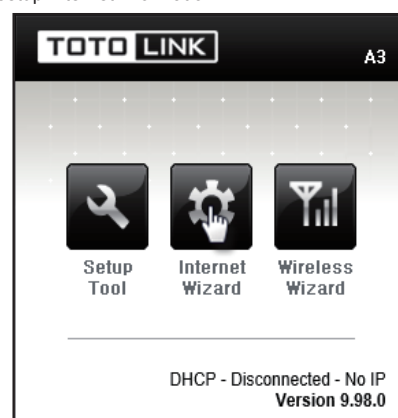 TOTO LINK
A3
Setup Tool
Internet Wizard
Wireless Wizard
DHCP - Disconnected - No IP
Version 9.98.0